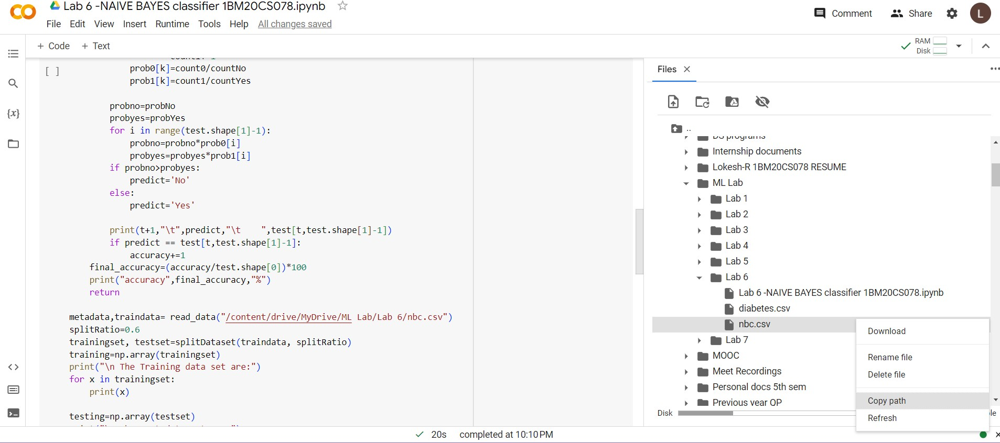 Lab 6 -NAIVE BAYES classifier 1BM20CS078.ipynb
File Edit View Insert Runtime Tools Help All changes saved
Comment
Share
L
+ Code + Text
RAM
Disk
[ ]
prob0[k]=count0/countNo
prob1[k]=count1/countYes
probno=probNo
probyes=probYes
for i in range(test.shape[1]-1):
probno=probno*prob0[i]
probyes=probyes*prob1[i]
if probno>probyes:
predict='No'
else:
predict='Yes'
print(t+1,"\t",predict,"\t    ",test[t,test.shape[1]-1])
if predict == test[t,test.shape[1]-1]:
accuracy+=1
final_accuracy=(accuracy/test.shape[0])*100
print("accuracy",final_accuracy,"%")
return
metadata,traindata= read_data("/content/drive/MyDrive/ML Lab/Lab 6/nbc.csv")
splitRatio=0.6
trainingset, testset=splitDataset(traindata, splitRatio)
training=np.array(trainingset)
print("\n The Training data set are:")
for x in trainingset:
print(x)
testing=np.array(testset)
{x}
Files
..
DS programs
Internship documents
Lokesh-R 1BM20CS078 RESUME
ML Lab
Lab 1
Lab 2
Lab 3
Lab 4
Lab 5
Lab 6
Lab 6 -NAIVE BAYES classifier 1BM20CS078.ipynb
diabetes.csv
nbc.csv
Lab 7
MOOC
Meet Recordings
Personal docs 5th sem
Previous year QP
Disk
Download
Rename file
Delete file
Copy path
Refresh
20s completed at 10:10 PM